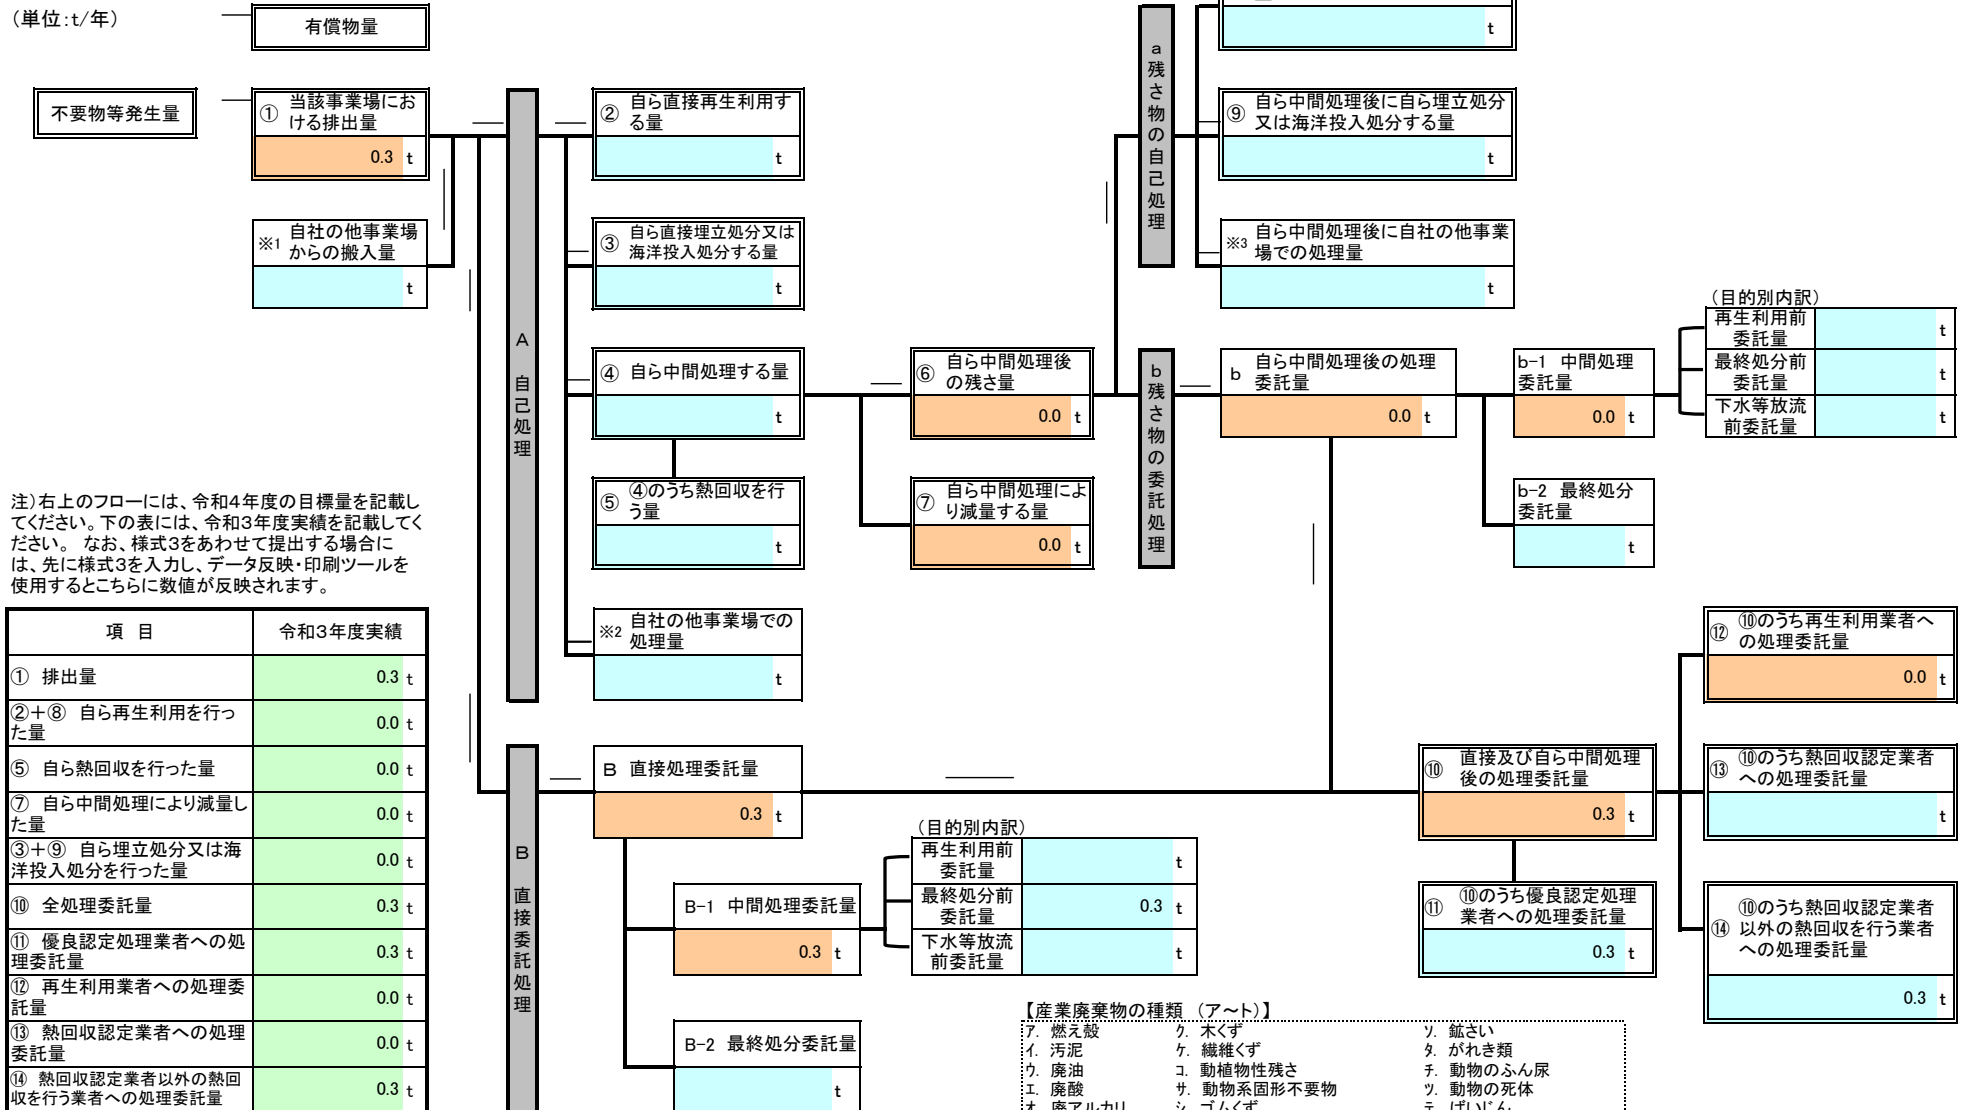 （単位:t/年）
有償物量
t
不要物等発生量
① 当該事業場にお
ける排出量
0.3 t
※1 自社の他事業場
からの搬入量
t
A 自己処理
② 自ら直接再生利用す
る量
t
③ 自ら直接埋立処分又は
海洋投入処分する量
t
④ 自ら中間処理する量
t
⑤ ④のうち熱回収を行
う量
t
※2 自社の他事業場での
処理量
t
⑥ 自ら中間処理後
の残さ量
0.0 t
⑦ 自ら中間処理によ
り減量する量
0.0 t
a 残さ物の自己処理
⑨ 自ら中間処理後に自ら埋立処分
又は海洋投入処分する量
t
※3 自ら中間処理後に自社の他事業
場での処理量
t
b 残さ物の委託処理
b 自ら中間処理後の処理
委託量
0.0 t
b-1 中間処理
委託量
0.0 t
b-2 最終処分
委託量
t
（目的別内訳）
再生利用前
委託量
t
最終処分前
委託量
t
下水等放流
前委託量
t
注）右上のフローには、令和4年度の目標量を記載し
てください。下の表には、令和3年度実績を記載してく
ださい。 なお、様式3をあわせて提出する場合に
は、先に様式3を入力し、データ反映・印刷ツールを
使用するとこちらに数値が反映されます。
項 目 令和3年度実績
① 排出量 0.3 t
②＋⑧ 自ら再生利用を行っ
た量 0.0 t
⑤ 自ら熱回収を行った量 0.0 t
⑦ 自ら中間処理により減量し
た量 0.0 t
③＋⑨ 自ら埋立処分又は海
洋投入処分を行った量 0.0 t
⑩ 全処理委託量 0.3 t
⑪ 優良認定処理業者への処
理委託量 0.3 t
⑫ 再生利用業者への処理委
託量 0.0 t
⑬ 熱回収認定業者への処理
委託量 0.0 t
⑭ 熱回収認定業者以外の熱回
収を行う業者への処理委託量 0.3 t
B 直接委託処理
B 直接処理委託量
0.3 t
B-1 中間処理委託量
0.3 t
B-2 最終処分委託量
t
（目的別内訳）
再生利用前
委託量
t
最終処分前
委託量
0.3 t
下水等放流
前委託量
t
⑩ 直接及び自ら中間処理
後の処理委託量
0.3 t
⑪ ⑩のうち優良認定処理
業者への処理委託量
0.3 t
⑫ ⑩のうち再生利用業者へ
の処理委託量
0.0 t
⑬ ⑩のうち熱回収認定業者
への処理委託量
t
⑭ ⑩のうち熱回収認定業者
以外の熱回収を行う業者
への処理委託量
0.3 t
【産業廃棄物の種類 （ア～ト）】
ｱ. 燃え殻 ｸ. 木くず ｿ. 鉱さい
ｲ. 汚泥 ｹ. 繊維くず ﾀ. がれき類
ｳ. 廃油 ｺ. 動植物性残さ ﾁ. 動物のふん尿
ｴ. 廃酸 ｻ. 動物系固形不要物 ﾂ. 動物の死体
ｵ. 廃アルカリ ｼ. ゴムくず ﾃ. ばいじん